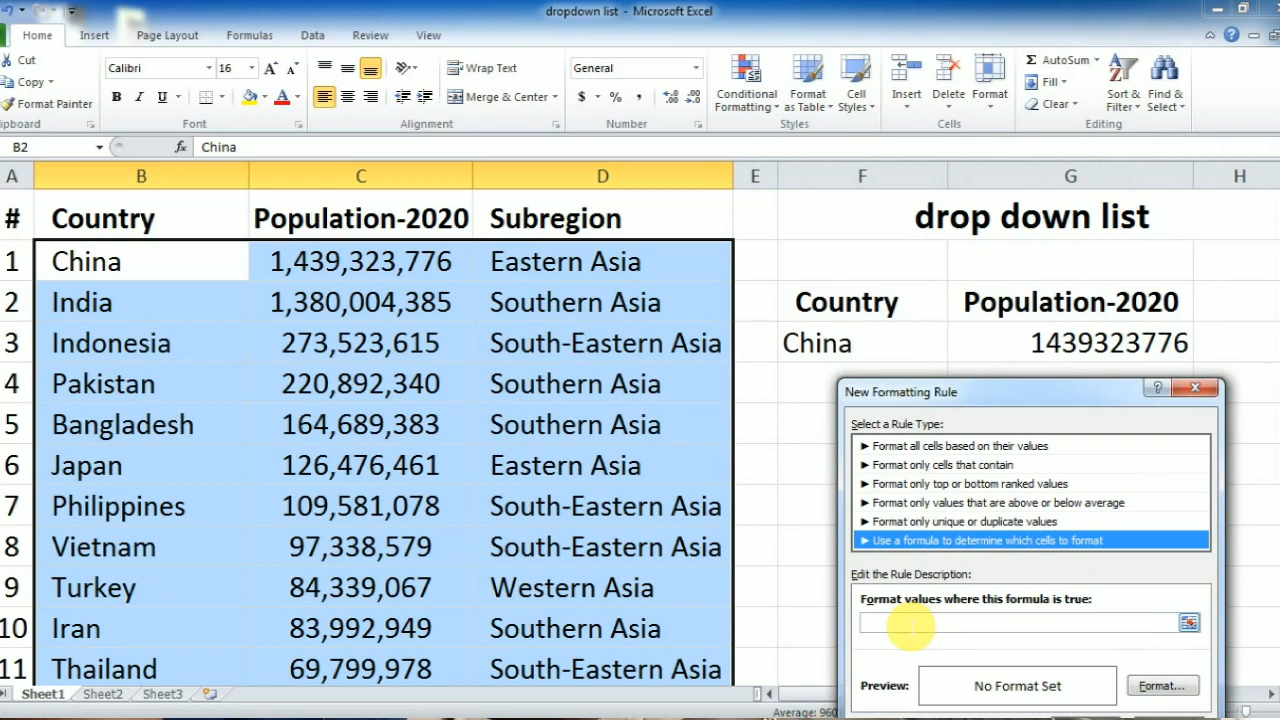 dropdown list - Microsoft Excel
Home Insert Page Layout Formulas Data Review View
Cut
Copy
Format Painter
ipboard
Calibri 16 A A
B I U A
Font
Wrap Text
Merge & Center
Alignment
General
$ % ,
Number
Conditional Formatting
Format as Table
Cell Styles
Styles
Insert Delete Format
Cells
Σ AutoSum
Fill
Clear
Sort & Filter
Find & Select
Editing
B2 fx China
A B C D E F G H
# Country Population-2020 Subregion drop down list
1 China 1,439,323,776 Eastern Asia
2 India 1,380,004,385 Southern Asia Country Population-2020
3 Indonesia 273,523,615 South-Eastern Asia China 1439323776
4 Pakistan 220,892,340 Southern Asia
5 Bangladesh 164,689,383 Southern Asia
6 Japan 126,476,461 Eastern Asia
7 Philippines 109,581,078 South-Eastern Asia
8 Vietnam 97,338,579 South-Eastern Asia
9 Turkey 84,339,067 Western Asia
10 Iran 83,992,949 Southern Asia
11 Thailand 69,799,978 South-Eastern Asia
New Formatting Rule
Select a Rule Type:
► Format all cells based on their values
► Format only cells that contain
► Format only top or bottom ranked values
► Format only values that are above or below average
► Format only unique or duplicate values
► Use a formula to determine which cells to format
Edit the Rule Description:
Format values where this formula is true:
Preview: No Format Set Format...
Sheet1 Sheet2 Sheet3
Average: 960